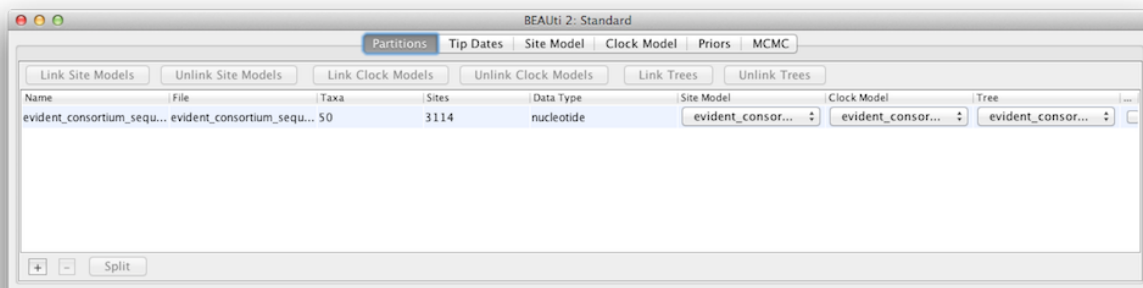 BEAUti 2: Standard
Partitions Tip Dates Site Model Clock Model Priors MCMC
Link Site Models Unlink Site Models Link Clock Models Unlink Clock Models Link Trees Unlink Trees
Name File Taxa Sites Data Type Site Model Clock Model Tree ...
evident_consortium_sequ... evident_consortium_sequ... 50 3114 nucleotide evident_consor... evident_consor... evident_consor...
+ - Split